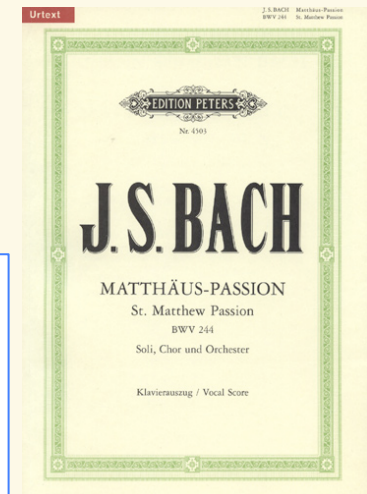 Urtext
J. S. BACH Matthäus-Passion
BWV 244 St. Matthew Passion
EDITION PETERS
Nr. 4503
J. S. BACH
MATTHÄUS-PASSION
St. Matthew Passion
BWV 244
Soli, Chor und Orchester
Klavierauszug / Vocal Score